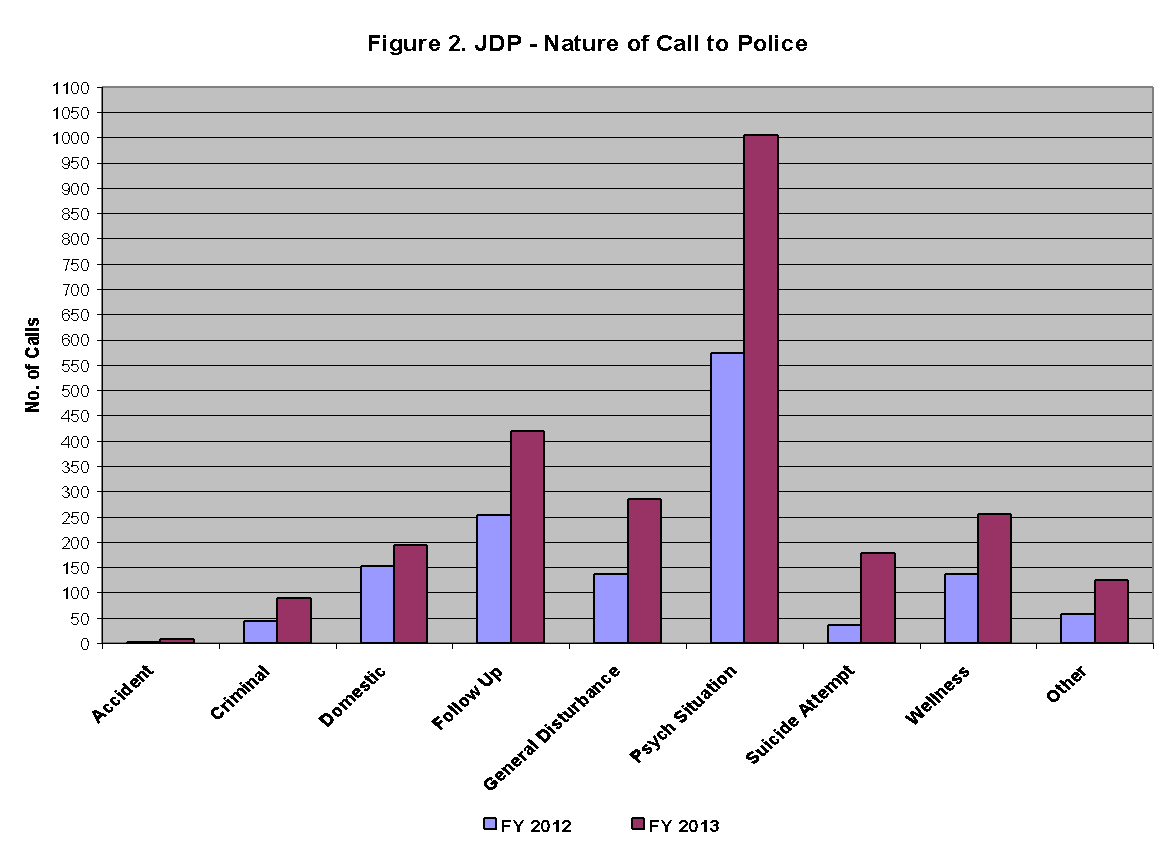 Figure 2. JDP - Nature of Call to Police
1100
1050
1000
950
900
850
800
750
700
650
600
550
500
450
400
350
300
250
200
150
100
50
0
No. of Calls
Accident
Criminal
Domestic
Follow Up
General Disturbance
Psych Situation
Suicide Attempt
Wellness
Other
FY 2012
FY 2013